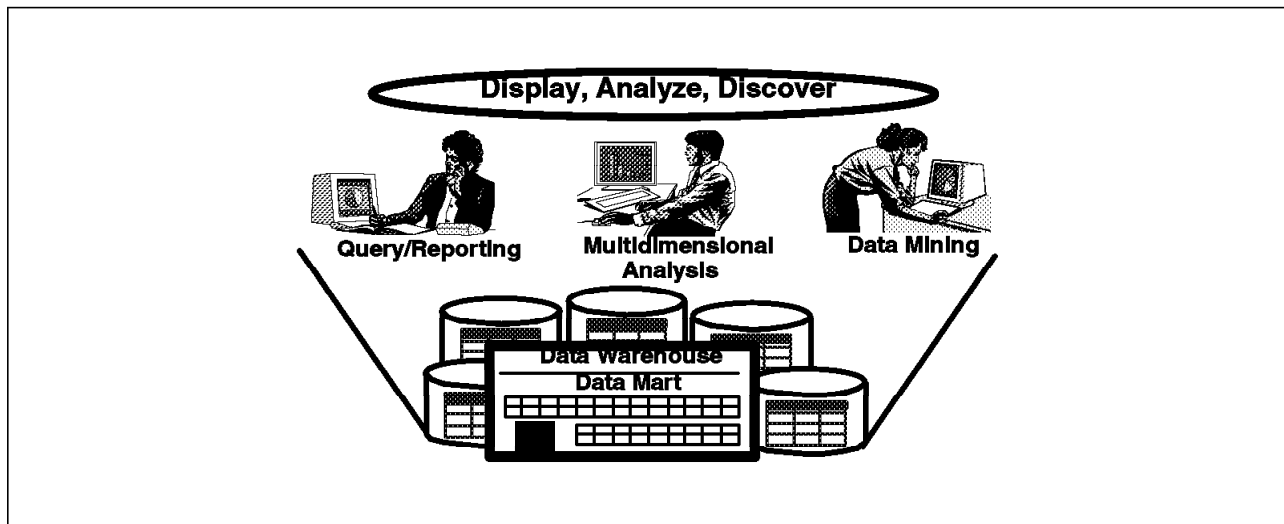 Display, Analyze, Discover
Query/Reporting
Multidimensional
Analysis
Data Mining
Data Warehouse
Data Mart